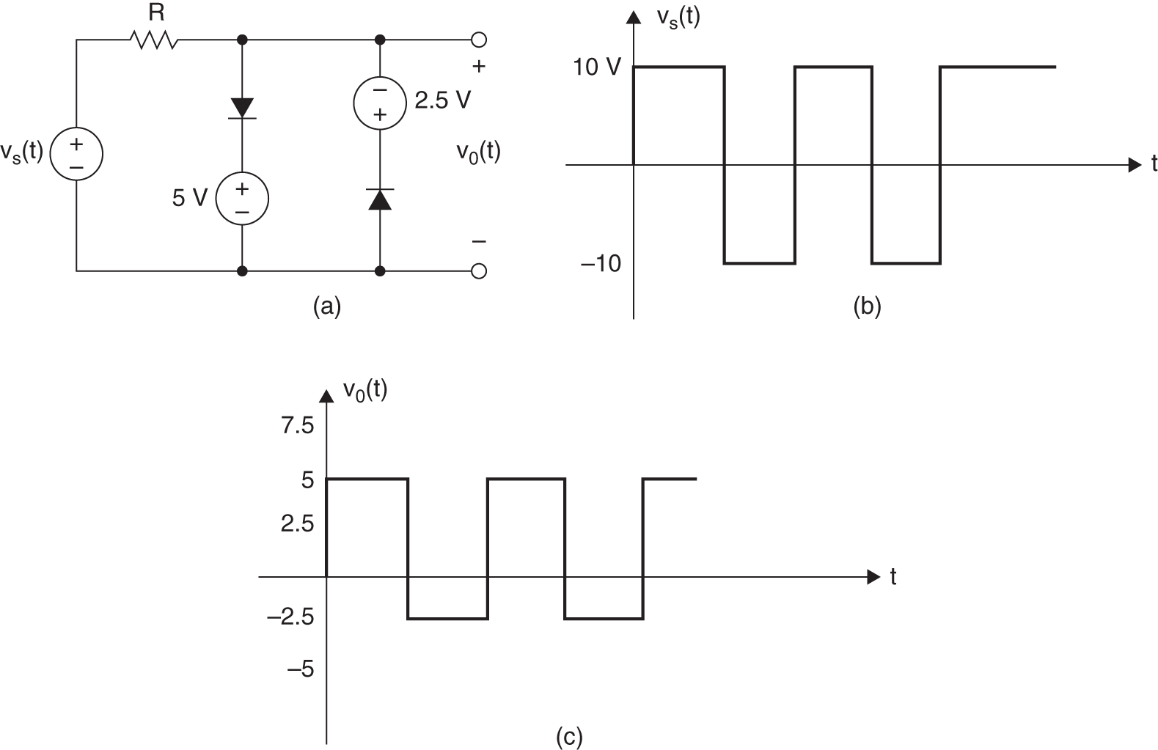 R
+
−
vs(t)
+
−
5 V
−
+
2.5 V
+
v0(t)
−
(a)
vs(t)
10 V
t
–10
(b)
v0(t)
7.5
5
2.5
t
–2.5
–5
(c)